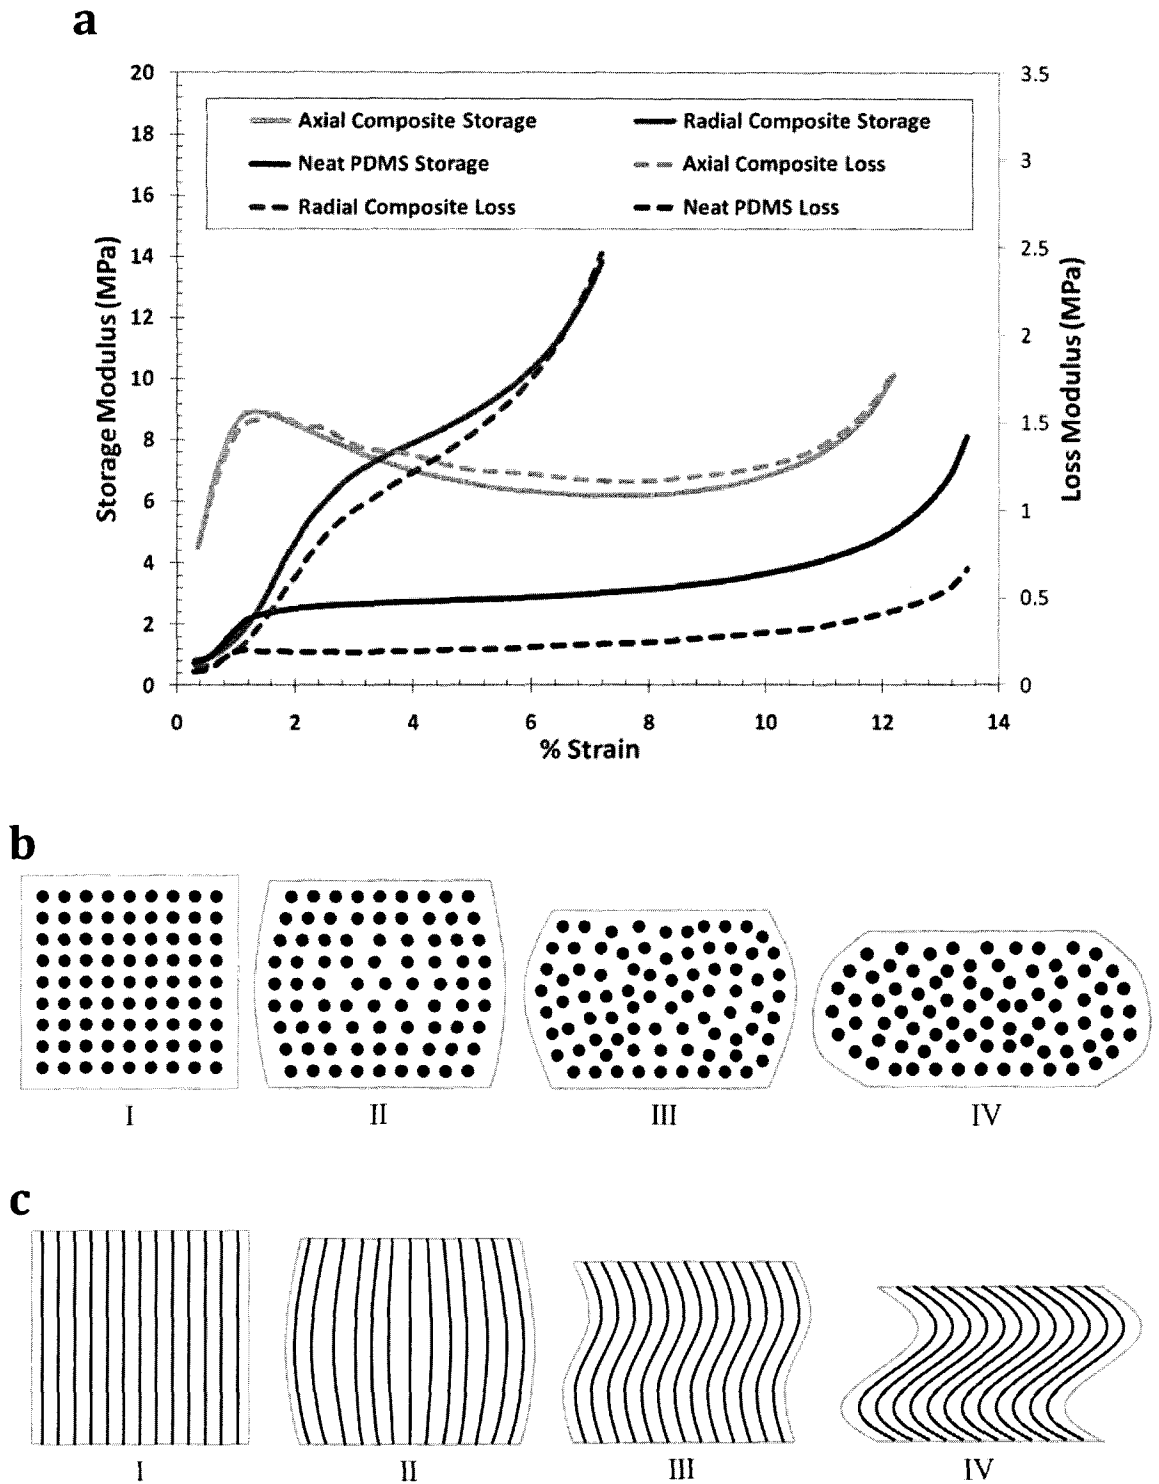 a
20
18
16
14
12
10
8
6
4
2
0
Storage Modulus (MPa)
Axial Composite Storage
Radial Composite Storage
Neat PDMS Storage
Axial Composite Loss
Radial Composite Loss
Neat PDMS Loss
3.5
3
2.5
2
1.5
1
0.5
0
Loss Modulus (MPa)
0 2 4 6 8 10 12 14
% Strain
b
I II III IV
c
I II III IV